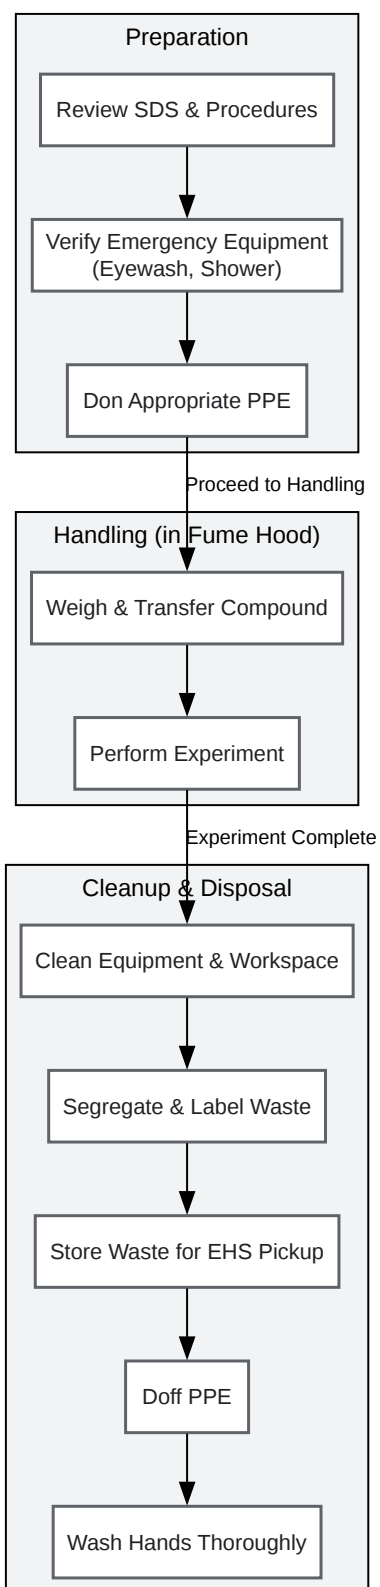 Preparation
Review SDS & Procedures
Verify Emergency Equipment
(Eyewash, Shower)
Don Appropriate PPE
Proceed to Handling
Handling (in Fume Hood)
Weigh & Transfer Compound
Perform Experiment
Experiment Complete
Cleanup & Disposal
Clean Equipment & Workspace
Segregate & Label Waste
Store Waste for EHS Pickup
Doff PPE
Wash Hands Thoroughly